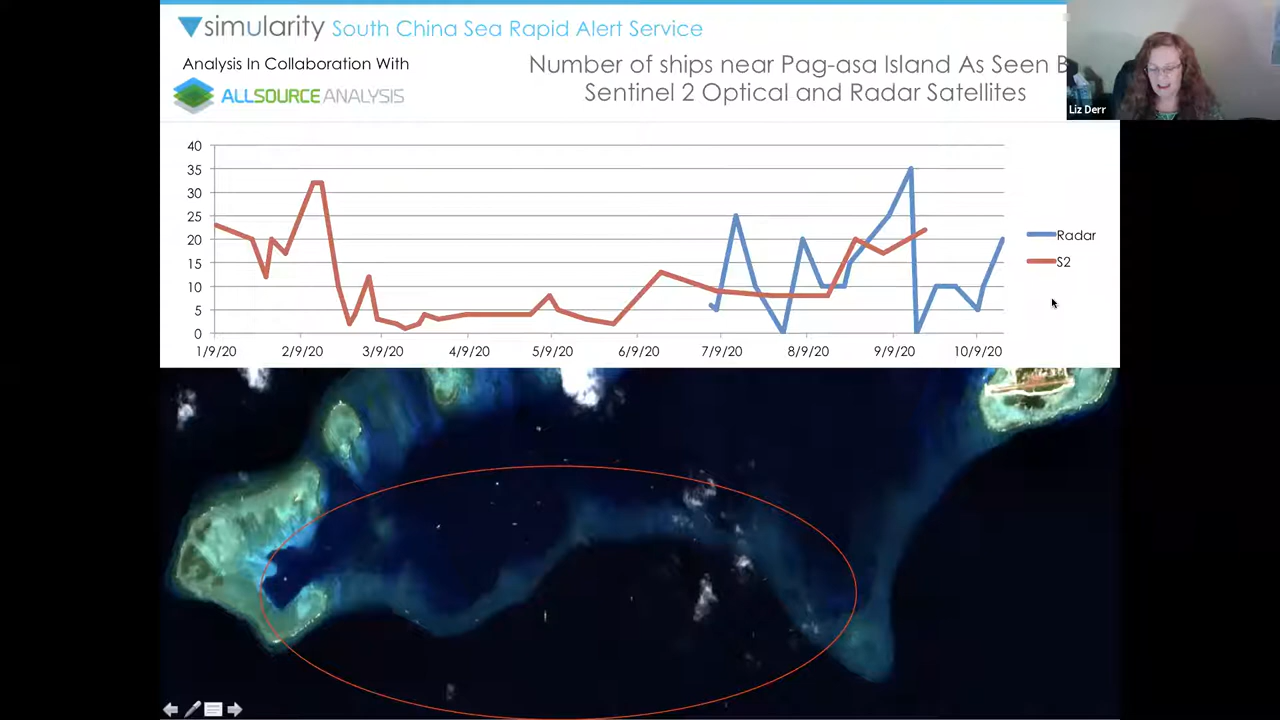 simularity South China Sea Rapid Alert Service
Analysis In Collaboration With
ALLSOURCE ANALYSIS
Number of ships near Pag-asa Island As Seen B
Sentinel 2 Optical and Radar Satellites
Liz Derr
40
35
30
25
20
15
10
5
0
1/9/20 2/9/20 3/9/20 4/9/20 5/9/20 6/9/20 7/9/20 8/9/20 9/9/20 10/9/20
Radar
S2